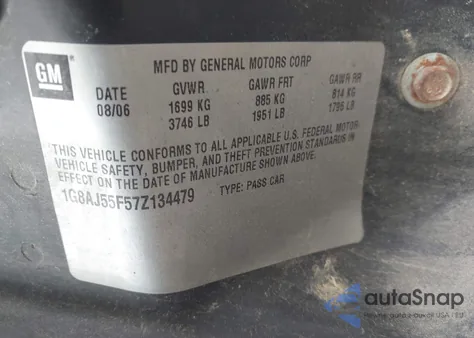 GM
MFD BY GENERAL MOTORS CORP
DATE GVWR GAWR FRT GAWR RR
08/06 1699 KG 885 KG 814 KG
3746 LB 1951 LB 1795 LB
THIS VEHICLE CONFORMS TO ALL APPLICABLE U.S. FEDERAL MOTOR
VEHICLE SAFETY, BUMPER, AND THEFT PREVENTION STANDARDS IN
EFFECT ON THE DATE OF MANUFACTURE SHOWN ABOVE.
1G8AJ55F57Z134479 TYPE: PASS CAR
autoSnap